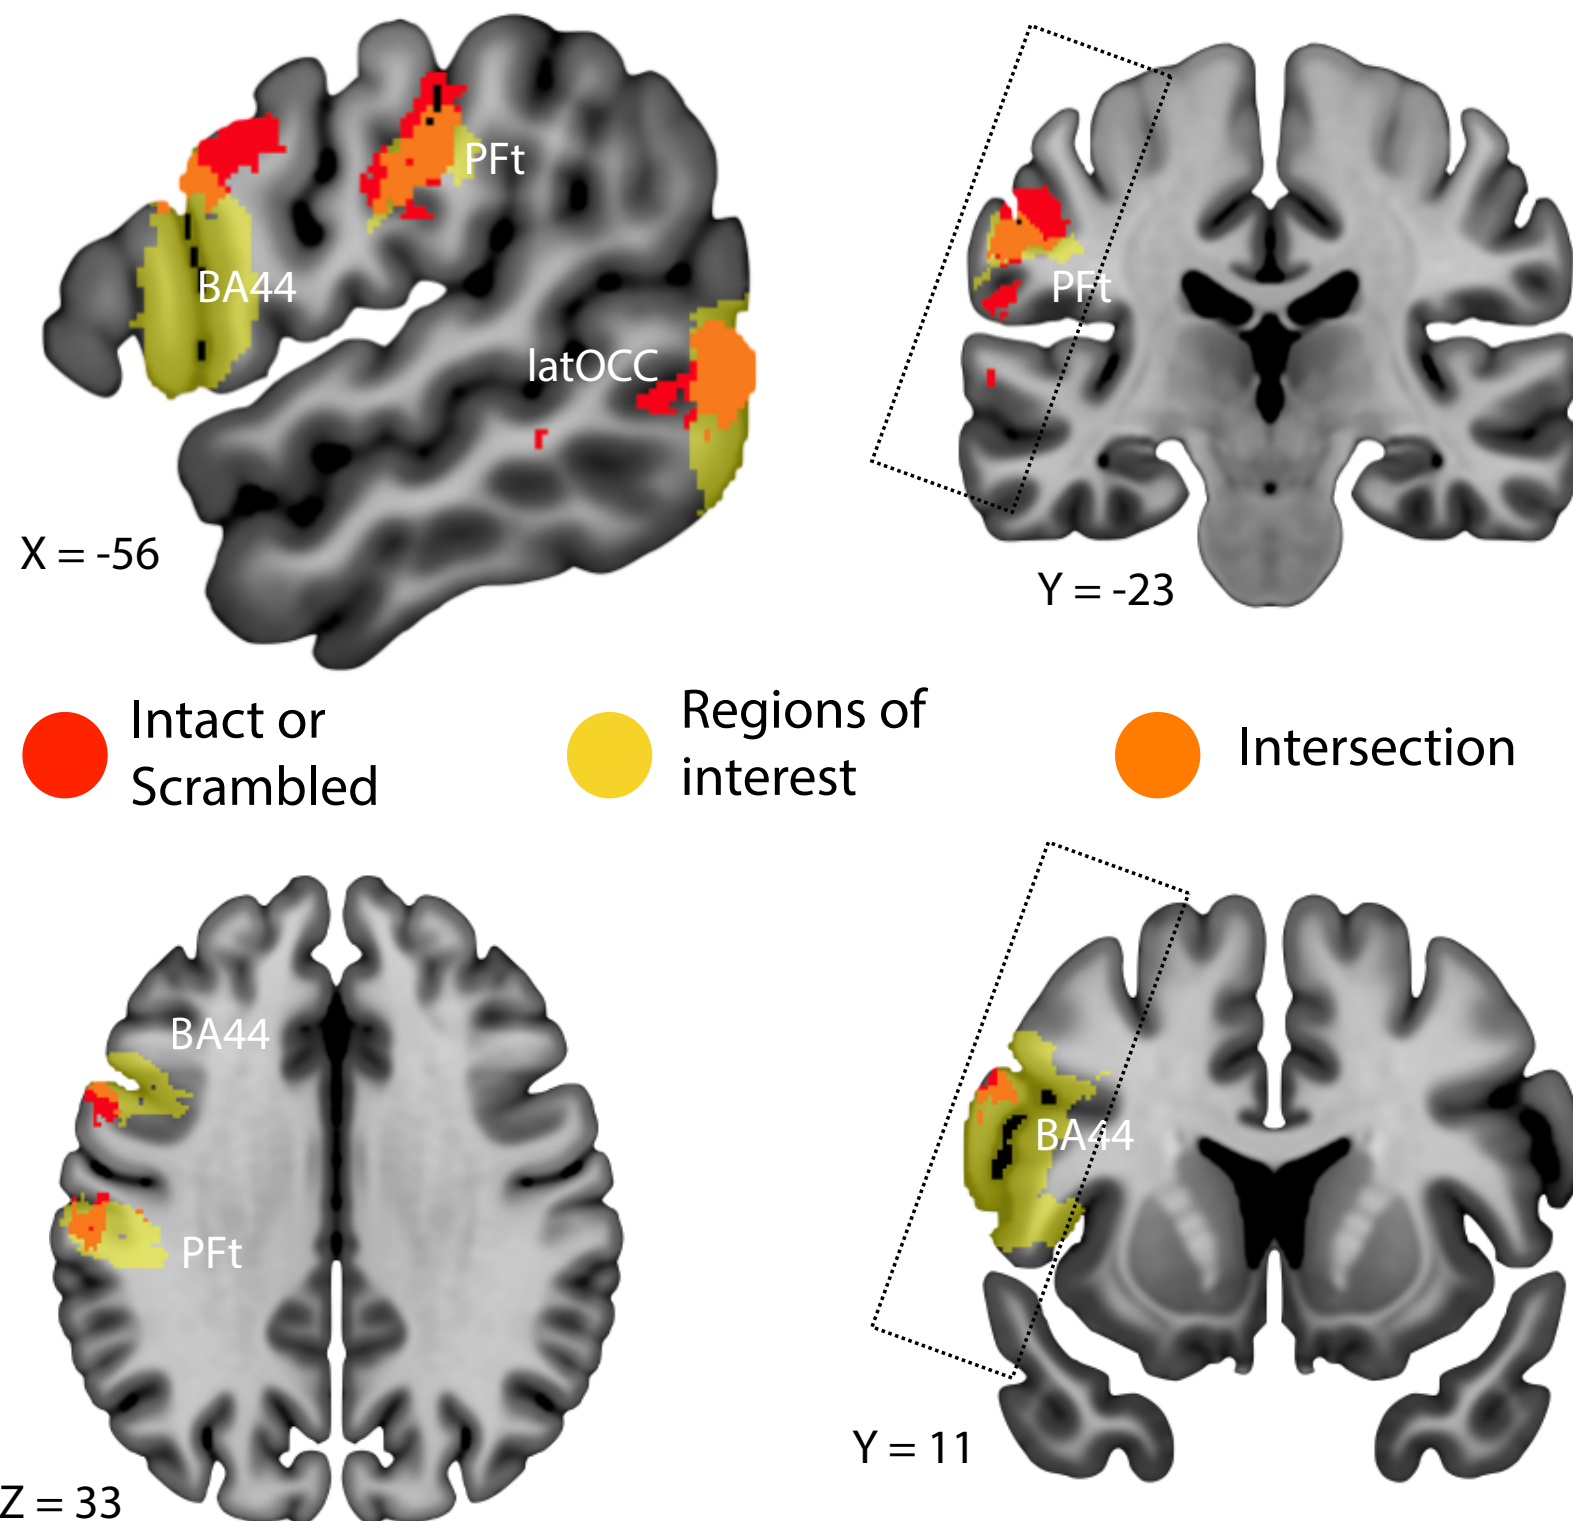 PFt
BA44
latOCC
X = -56
PFt
Y = -23
Intact or
Scrambled
Regions of
interest
Intersection
BA44
PFt
Z = 33
BA44
Y = 11